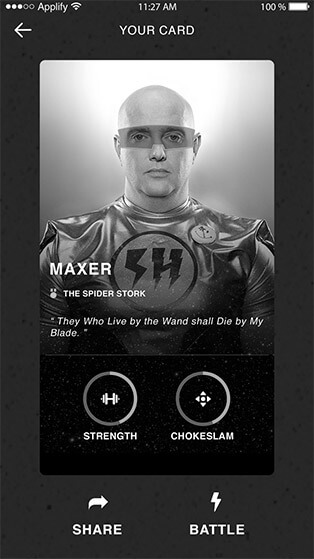 Applify 11:27 AM 100 %
YOUR CARD
SH
MAXER
THE SPIDER STORK
" They Who Live by the Wand shall Die by My
Blade. "
STRENGTH CHOKESLAM
SHARE BATTLE